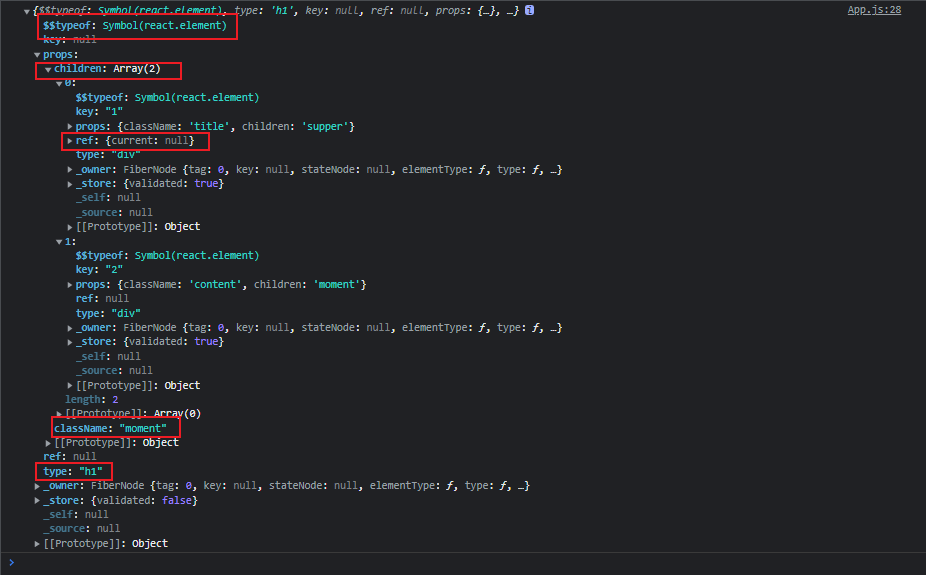 ▼{$$typeof: Symbol(react.element), type: 'h1', key: null, ref: null, props: {…}, …} i App.js:28
$$typeof: Symbol(react.element)
key: null
▼props:
▼children: Array(2)
▼0:
$$typeof: Symbol(react.element)
key: "1"
▶props: {className: 'title', children: 'supper'}
▶ref: {current: null}
type: "div"
▶_owner: FiberNode {tag: 0, key: null, stateNode: null, elementType: ƒ, type: ƒ, …}
▶_store: {validated: true}
_self: null
_source: null
▶[[Prototype]]: Object
▼1:
$$typeof: Symbol(react.element)
key: "2"
▶props: {className: 'content', children: 'moment'}
ref: null
type: "div"
▶_owner: FiberNode {tag: 0, key: null, stateNode: null, elementType: ƒ, type: ƒ, …}
▶_store: {validated: true}
_self: null
_source: null
▶[[Prototype]]: Object
length: 2
▶[[Prototype]]: Array(0)
className: "moment"
▶[[Prototype]]: Object
ref: null
type: "h1"
▶_owner: FiberNode {tag: 0, key: null, stateNode: null, elementType: ƒ, type: ƒ, …}
▶_store: {validated: false}
_self: null
_source: null
▶[[Prototype]]: Object
>